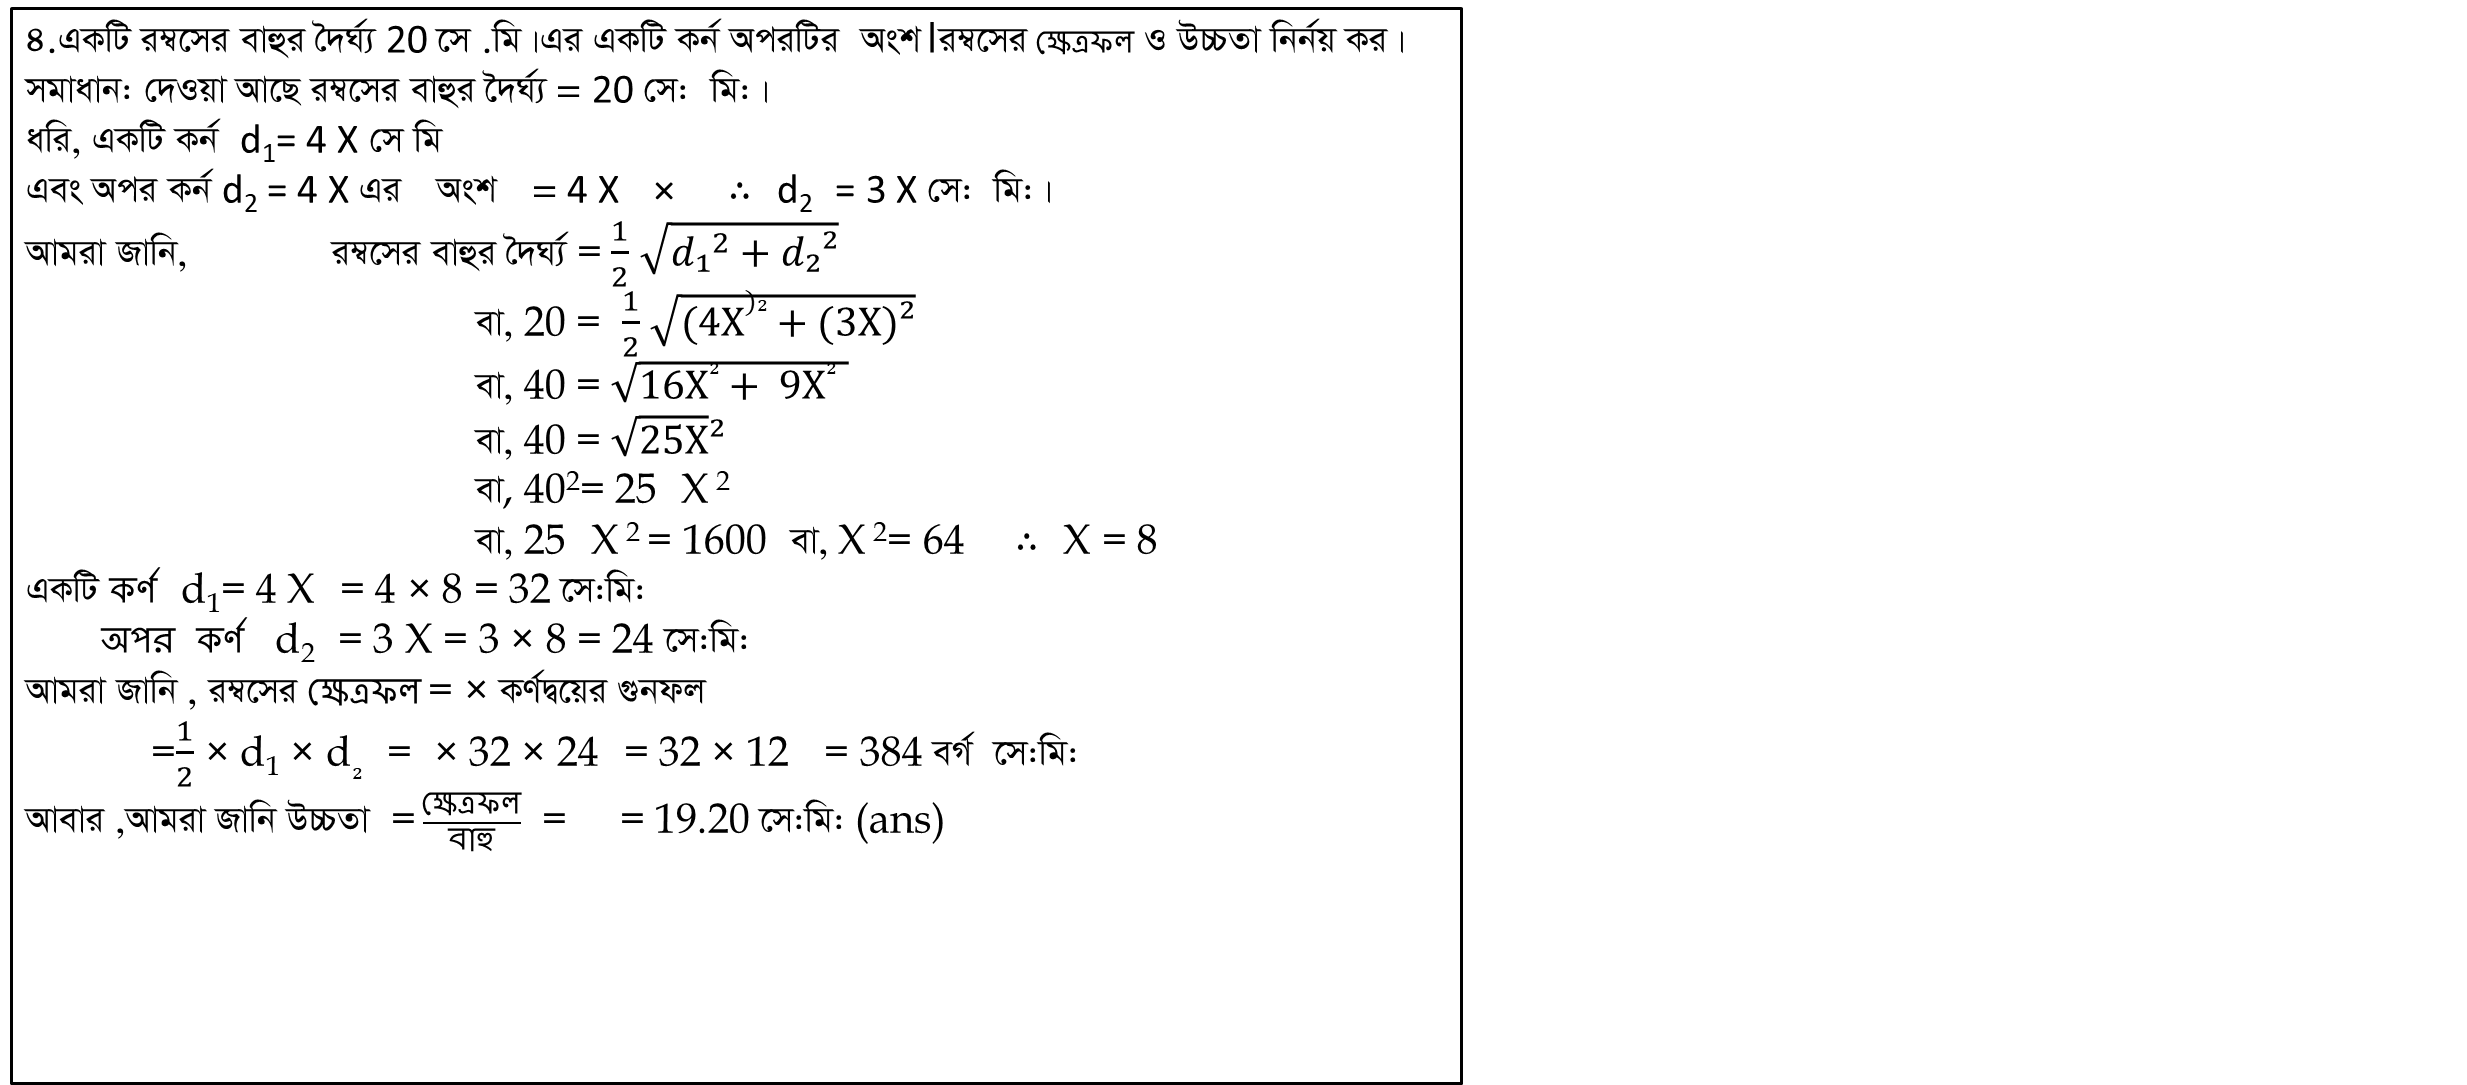 ৪.একটি রম্বসের বাহুর দৈর্ঘ্য 20 সে .মি।এর একটি কর্ন অপরটির অংশ|রম্বসের ক্ষেত্রফল ও উচ্চতা নির্নয় কর।
সমাধানঃ দেওয়া আছে রম্বসের বাহুর দৈর্ঘ্য = 20 সেঃ মিঃ।
ধরি, একটি কর্ন d₁= 4 X সে মি
এবং অপর কর্ন d₂ = 4 X এর অংশ = 4 X × ∴ d₂ = 3 X সেঃ মিঃ।
আমরা জানি, রম্বসের বাহুর দৈর্ঘ্য = 1/2 √(d₁² + d₂²)
বা, 20 = 1/2 √((4X)² + (3X)²)
বা, 40 = √(16X² + 9X²)
বা, 40 = √25X²
বা, 40²= 25 X ²
বা, 25 X ² = 1600 বা, X ²= 64 ∴ X = 8
একটি কর্ণ d₁= 4 X = 4 × 8 = 32 সেঃমিঃ
অপর কর্ণ d₂ = 3 X = 3 × 8 = 24 সেঃমিঃ
আমরা জানি , রম্বসের ক্ষেত্রফল = × কর্ণদ্বয়ের গুনফল
=1/2 × d₁ × d₂ = × 32 × 24 = 32 × 12 = 384 বর্গ সেঃমিঃ
আবার ,আমরা জানি উচ্চতা = ক্ষেত্রফল/বাহু = = 19.20 সেঃমিঃ (ans)